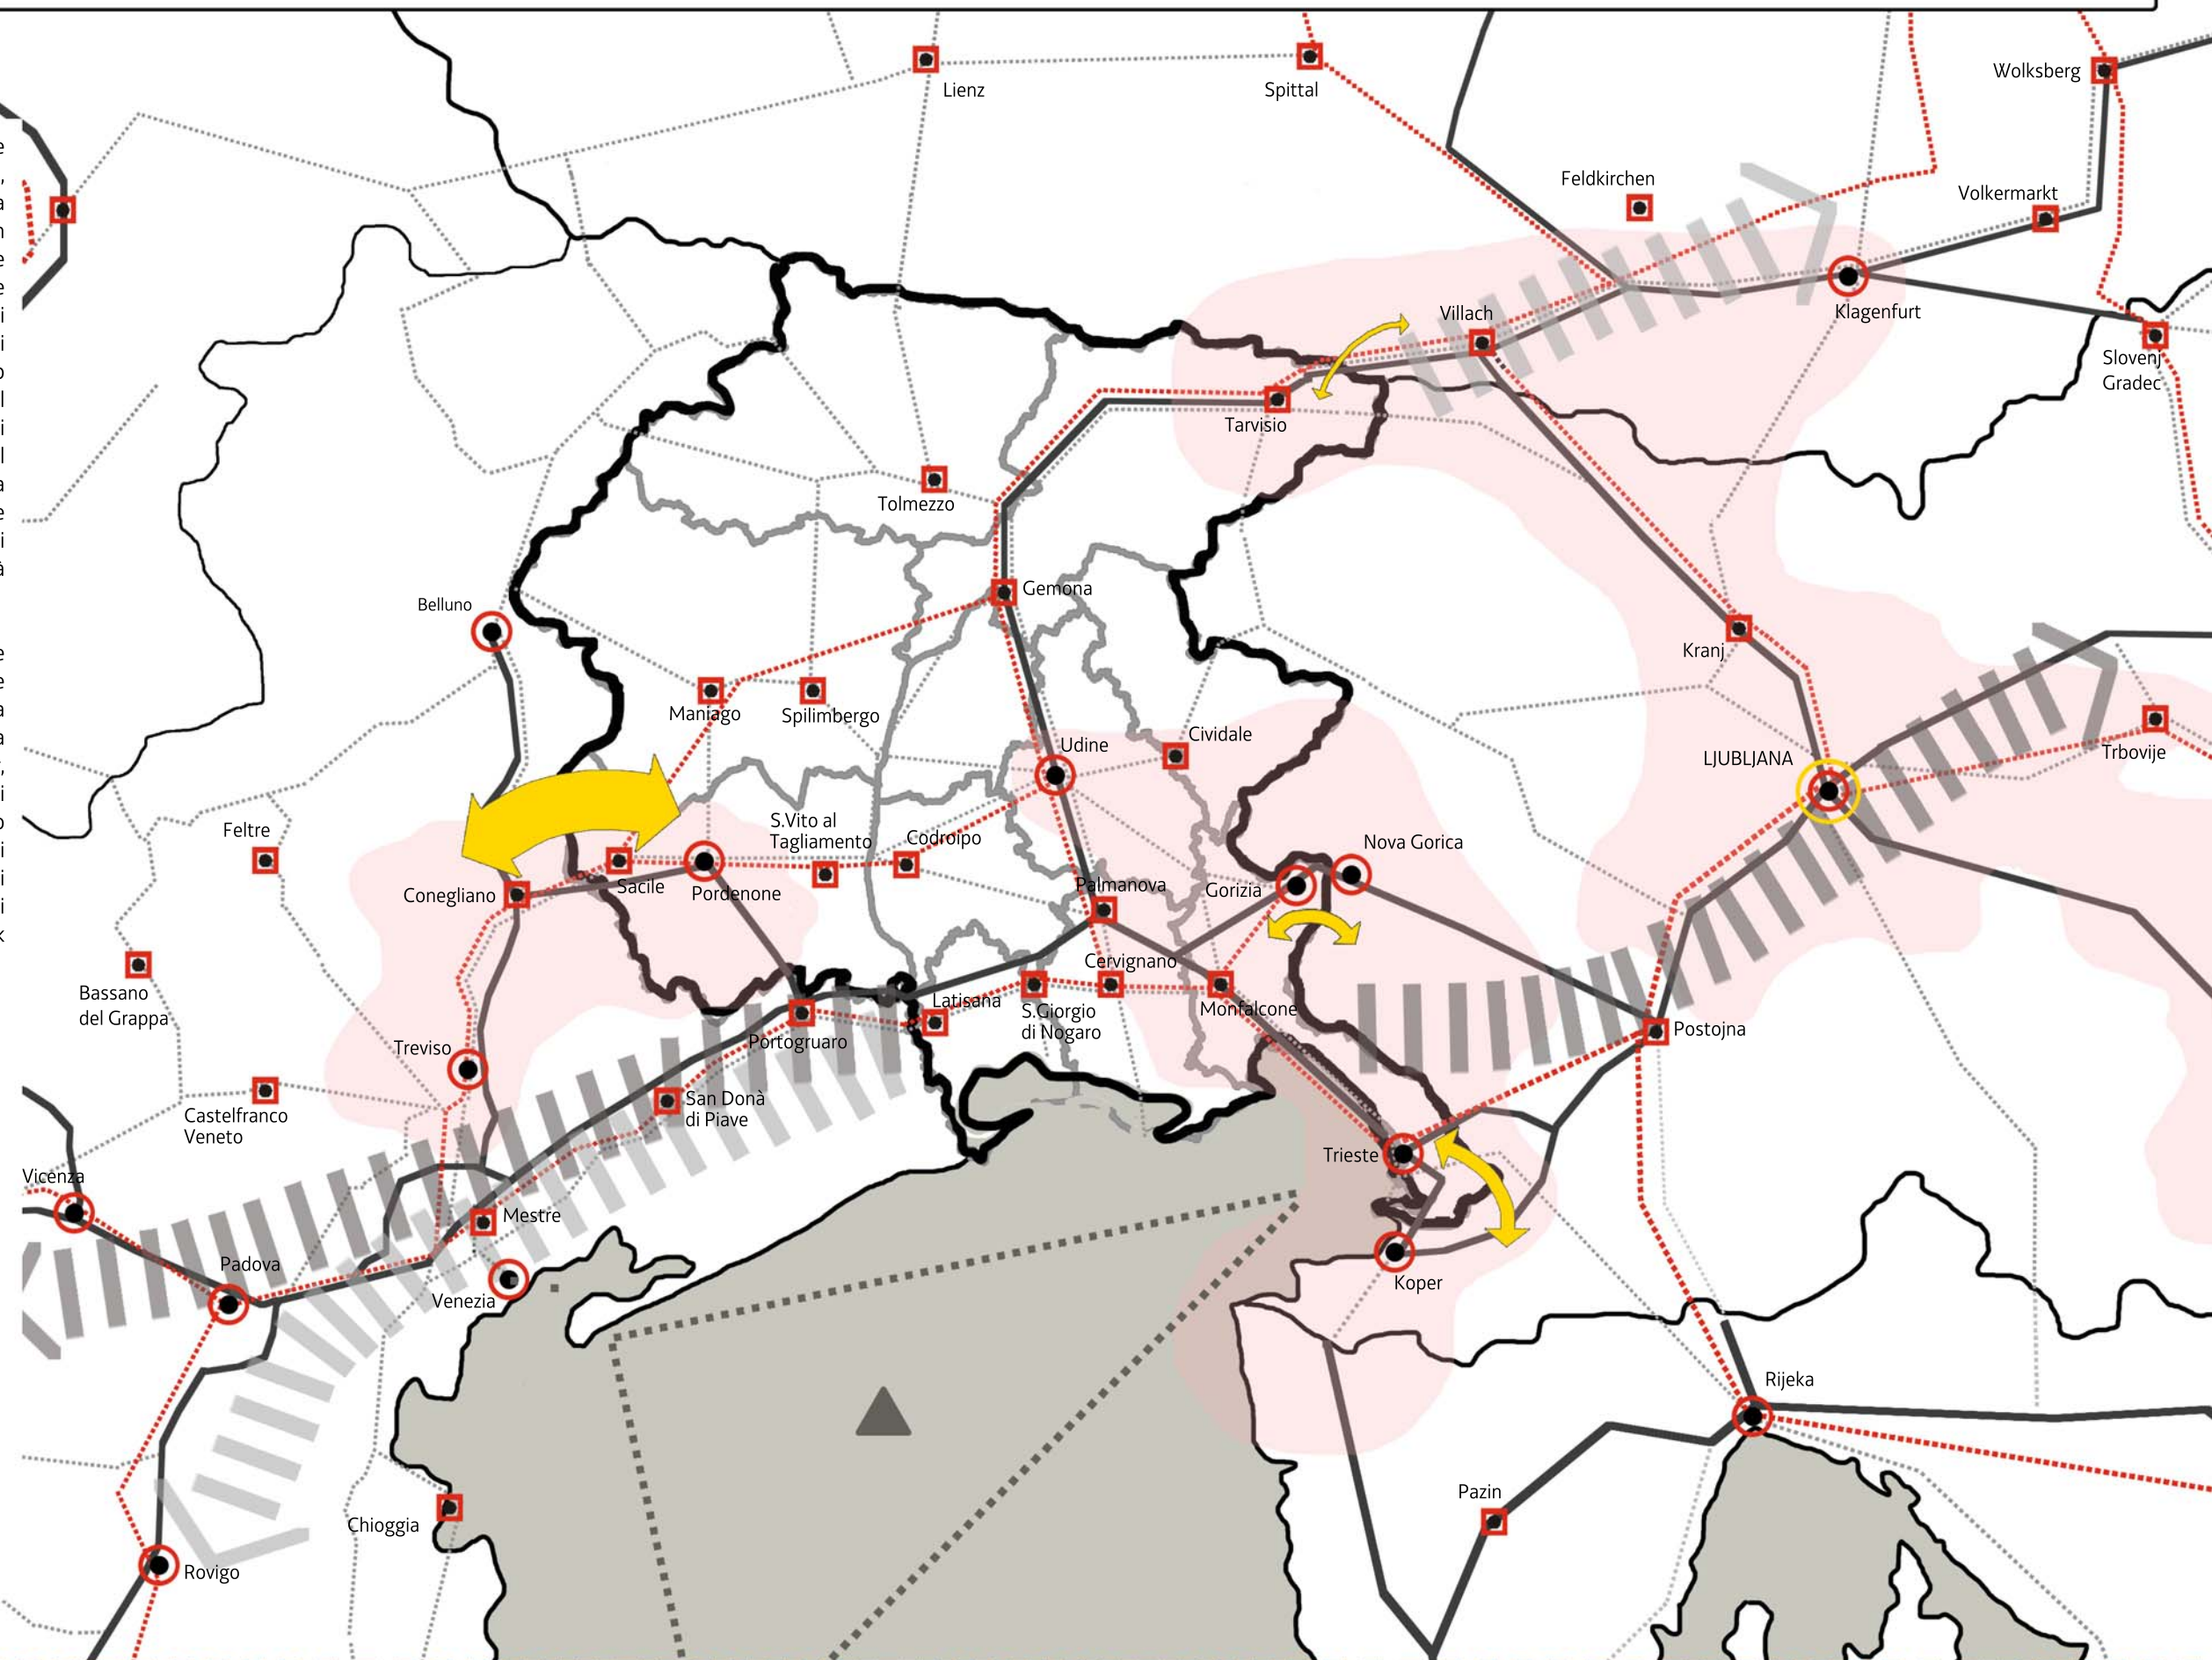 Lienz
Spittal
Wolksberg
Feldkirchen
Volkermarkt
Villach
Klagenfurt
Slovenj
Gradec
Tarvisio
Tolmezzo
Gemona
Belluno
Kranj
Maniago
Spilimbergo
Cividale
Udine
LJUBLJANA
Trbovije
Feltre
S.Vito al
Tagliamento
Codroipo
Nova Gorica
Conegliano
Sacile
Pordenone
Palmanova
Gorizia
Bassano
del Grappa
Cervignano
Latisana
S.Giorgio
di Nogaro
Monfalcone
Postojna
Treviso
Portogruaro
Castelfranco
Veneto
San Donà
di Piave
Trieste
Vicenza
Mestre
Padova
Venezia
Koper
Rijeka
Pazin
Chioggia
Rovigo